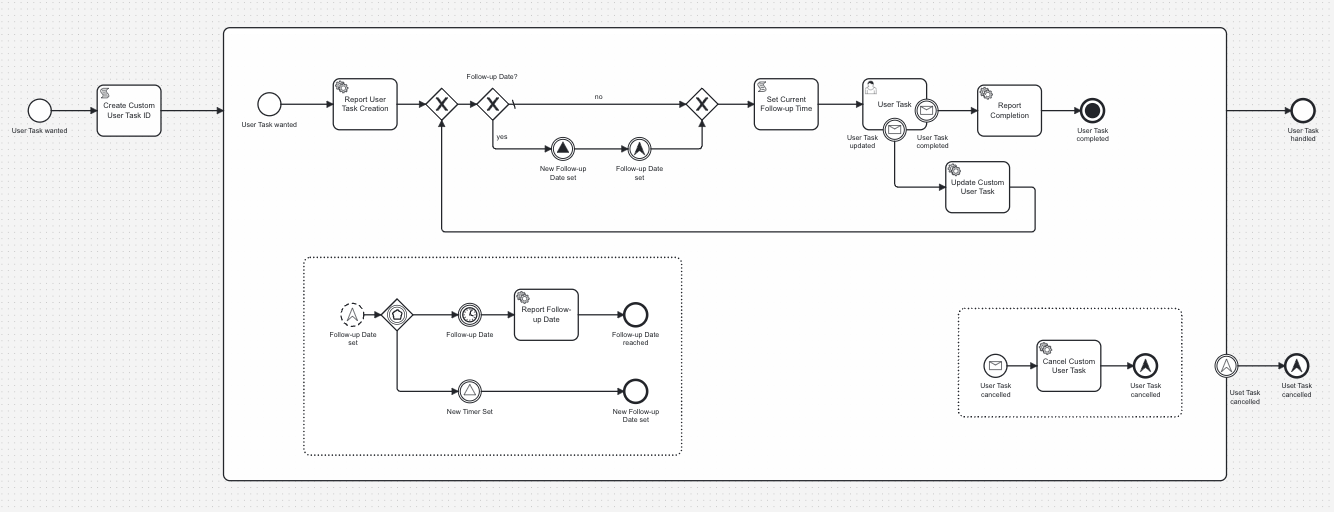 User Task wanted
Create Custom
User Task ID
User Task wanted
Report User
Task Creation
Follow-up Date?
no
yes
New Follow-up
Date set
Follow-up Date
set
Set Current
Follow-up Time
User Task
User Task
updated
User Task
completed
Report
Completion
User Task
completed
Update Custom
User Task
User Task
handled
Follow-up Date
set
Follow-up Date
Report Follow-
up Date
Follow-up Date
reached
New Timer Set
New Follow-up
Date set
User Task
cancelled
Cancel Custom
User Task
User Task
cancelled
Uset Task
cancelled
Uset Task
cancelled